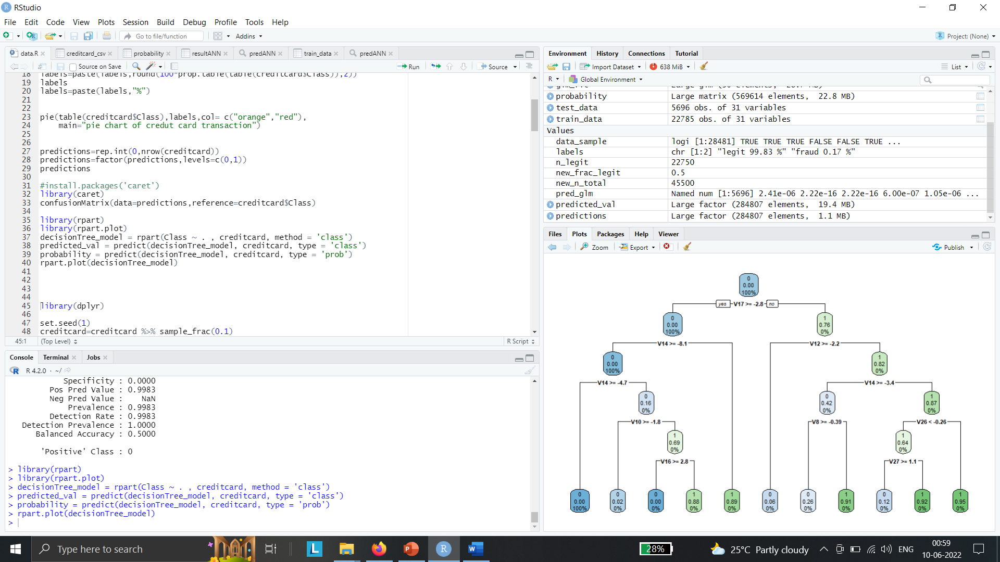 RStudio
File Edit Code View Plots Session Build Debug Profile Tools Help
Go to file/function Addins Project: (None)
data.R creditcard_csv probability resultANN predANN train_data predANN
Source on Save Run Source
18 labels=paste(labels,round(100*prop.table(table(creditcard$Class)),2))
19 labels
20 labels=paste(labels,"%")
21
22
23 pie(table(creditcard$Class),labels,col= c("orange","red"),
24 main="pie chart of credut card transaction")
25
26
27 predictions=rep.int(0,nrow(creditcard))
28 predictions=factor(predictions,levels=c(0,1))
29 predictions
30
31 #install.packages('caret')
32 library(caret)
33 confusionMatrix(data=predictions,reference=creditcard$Class)
34
35 library(rpart)
36 library(rpart.plot)
37 decisionTree_model = rpart(Class ~ . , creditcard, method = 'class')
38 predicted_val = predict(decisionTree_model, creditcard, type = 'class')
39 probability = predict(decisionTree_model, creditcard, type = 'prob')
40 rpart.plot(decisionTree_model)
41
42
43
44
45 library(dplyr)
46
47 set.seed(1)
48 creditcard=creditcard %>% sample_frac(0.1)
45:1 (Top Level) R Script
Console Terminal Jobs
R 4.2.0 · ~/
Specificity : 0.0000
Pos Pred Value : 0.9983
Neg Pred Value : NaN
Prevalence : 0.9983
Detection Rate : 0.9983
Detection Prevalence : 1.0000
Balanced Accuracy : 0.5000
'Positive' Class : 0
> library(rpart)
> library(rpart.plot)
> decisionTree_model = rpart(Class ~ . , creditcard, method = 'class')
> predicted_val = predict(decisionTree_model, creditcard, type = 'class')
> probability = predict(decisionTree_model, creditcard, type = 'prob')
> rpart.plot(decisionTree_model)
>
Environment History Connections Tutorial
Import Dataset 638 MiB List
R Global Environment
probability Large matrix (569614 elements, 22.8 MB)
test_data 5696 obs. of 31 variables
train_data 22785 obs. of 31 variables
Values
data_sample logi [1:28481] TRUE TRUE TRUE FALSE FALSE TRUE ...
labels chr [1:2] "legit 99.83 %" "fraud 0.17 %"
n_legit 22750
new_frac_legit 0.5
new_n_total 45500
pred_glm Named num [1:5696] 2.41e-06 2.22e-16 2.22e-16 6.00e-07 1.05e-06 ...
predicted_val Large factor (284807 elements, 19.4 MB)
predictions Large factor (284807 elements, 1.1 MB)
Files Plots Packages Help Viewer
Zoom Export Publish
0
0.00
100%
yes V17 >= -2.8 no
0 1
0.00 0.76
100% 0%
V14 >= -8.1 V12 >= -2.2
0 1
0.00 0.82
100% 0%
V14 >= -4.7 V14 >= -3.4
0 0 1
0.16 0.42 0.87
0% 0% 0%
V10 >= -1.8 V8 >= -0.39 V26 < -0.26
1 1
0.69 0.64
0% 0%
V16 >= 2.8 V27 >= 1.1
0 0 0 1 1 0 0 1 0 1 1
0.00 0.02 0.00 0.88 0.89 0.06 0.26 0.91 0.12 0.92 0.95
100% 0% 0% 0% 0% 0% 0% 0% 0% 0% 0%
Type here to search L P R W 28% 25°C Partly cloudy ENG
00:59
10-06-2022